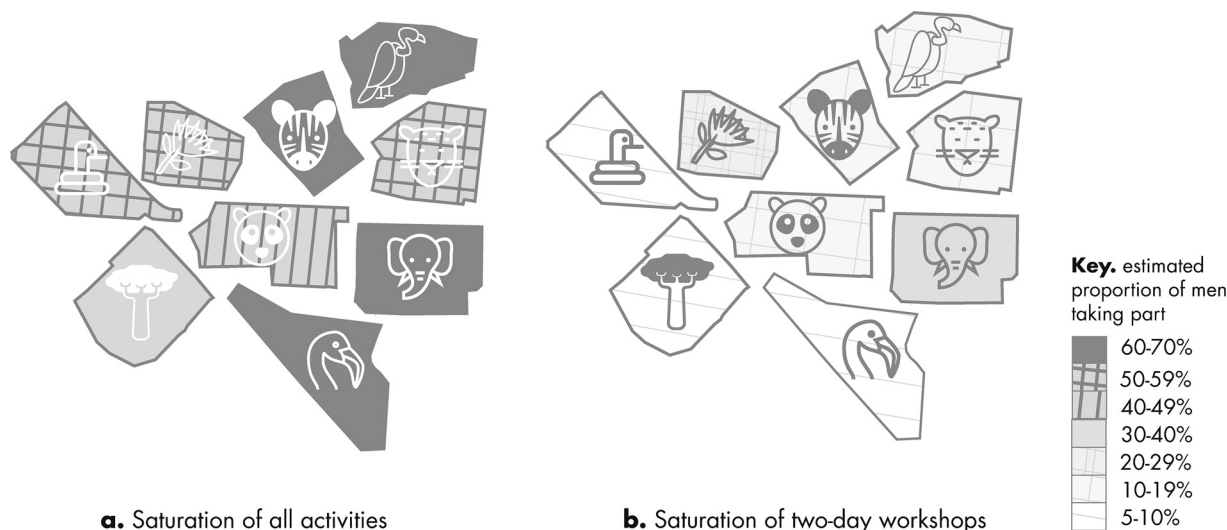 Key. estimated
proportion of men
taking part
60-70%
50-59%
40-49%
30-40%
20-29%
10-19%
5-10%
a. Saturation of all activities
b. Saturation of two-day workshops